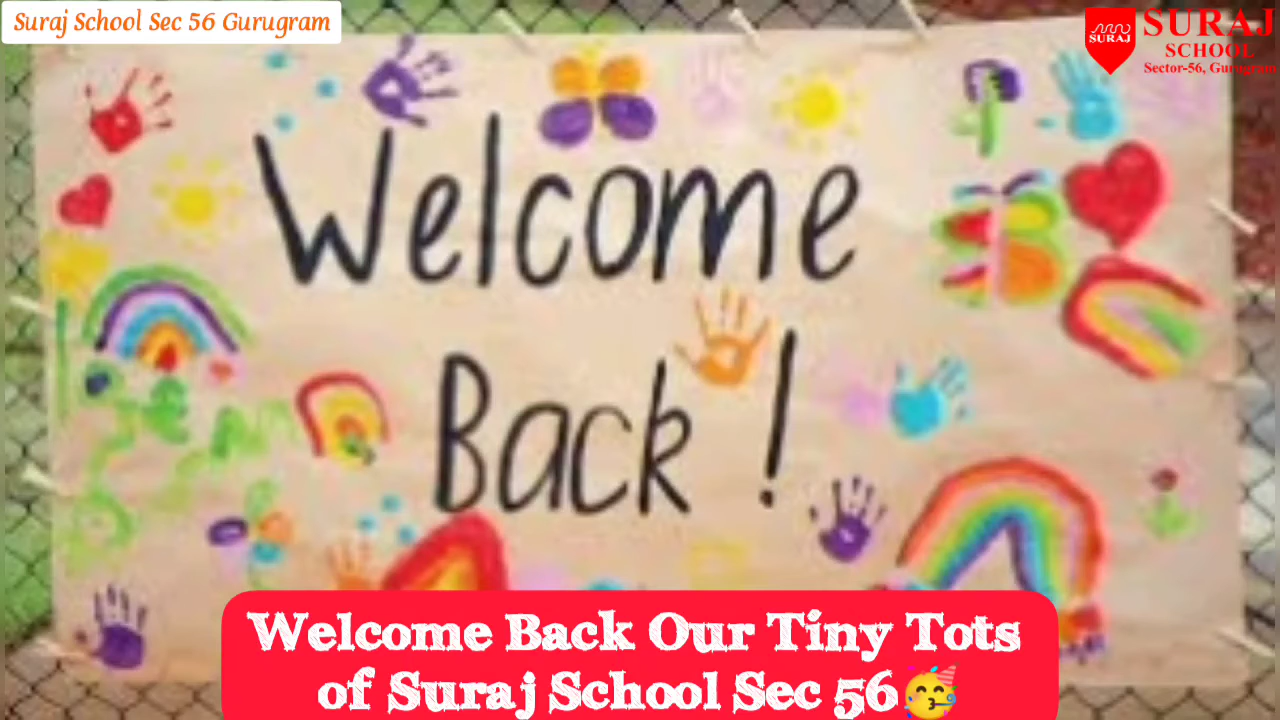 Suraj School Sec 56 Gurugram
SURAJ
SURAJ
SCHOOL
Sector-56, Gurugram
Welcome
Back !
Welcome Back Our Tiny Tots
of Suraj School Sec 56🥳